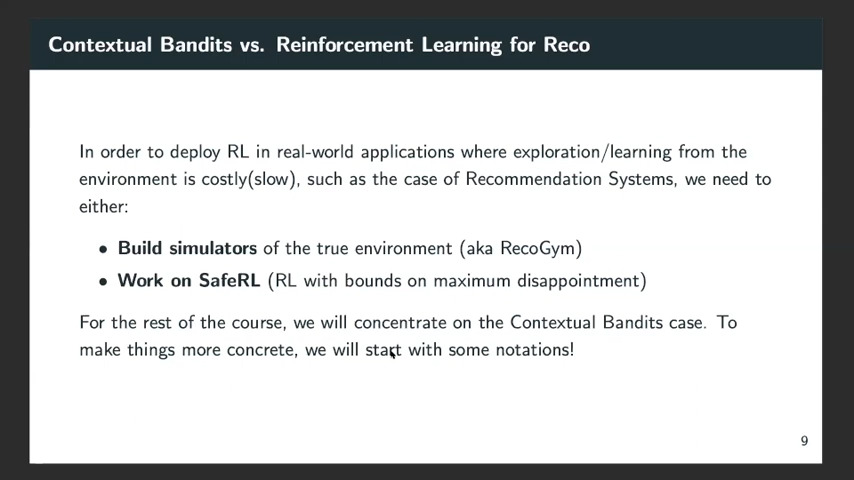 Contextual Bandits vs. Reinforcement Learning for Reco
In order to deploy RL in real-world applications where exploration/learning from the
environment is costly(slow), such as the case of Recommendation Systems, we need to
either:
• Build simulators of the true environment (aka RecoGym)
• Work on SafeRL (RL with bounds on maximum disappointment)
For the rest of the course, we will concentrate on the Contextual Bandits case. To
make things more concrete, we will start with some notations!
9